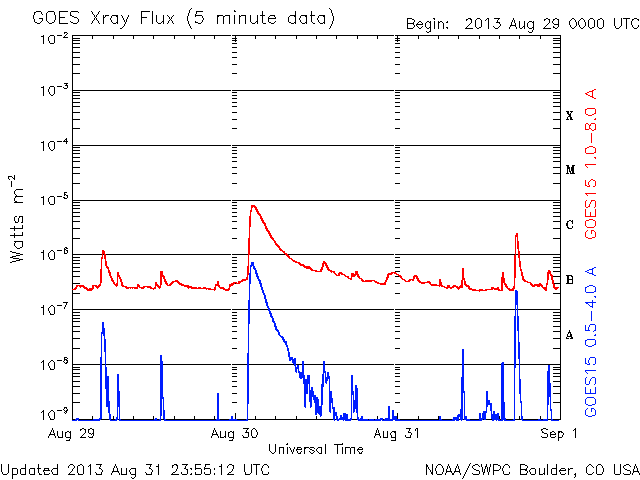 GOES Xray Flux (5 minute data)
Begin: 2013 Aug 29 0000 UTC
10-2
10-3
10-4
10-5
10-6
10-7
10-8
10-9
Watts m-2
X
M
C
B
A
GOES15 1.0-8.0 A
GOES15 0.5-4.0 A
Aug 29 Aug 30 Aug 31 Sep 1
Universal Time
Updated 2013 Aug 31 23:55:12 UTC
NOAA/SWPC Boulder, CO USA